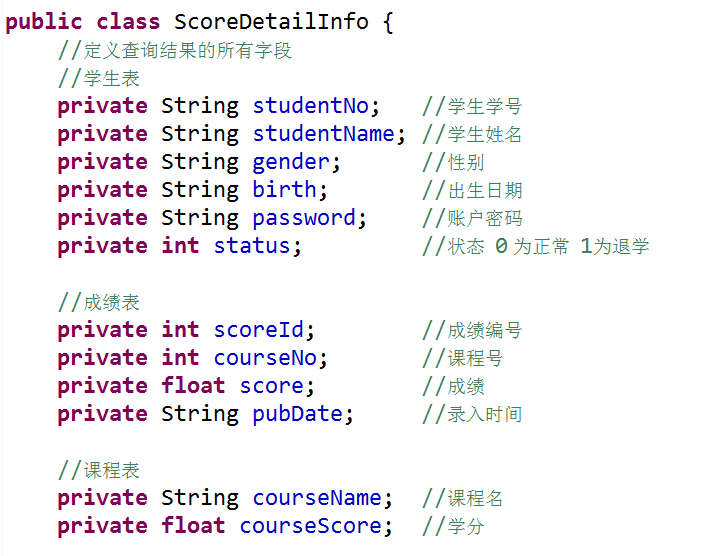 public class ScoreDetailInfo {
//定义查询结果的所有字段
//学生表
private String studentNo; //学生学号
private String studentName; //学生姓名
private String gender; //性别
private String birth; //出生日期
private String password; //账户密码
private int status; //状态 0 为正常 1为退学
//成绩表
private int scoreId; //成绩编号
private int courseNo; //课程号
private float score; //成绩
private String pubDate; //录入时间
//课程表
private String courseName; //课程名
private float courseScore; //学分